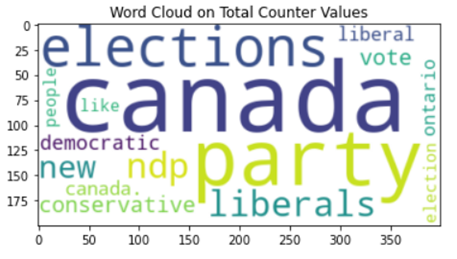 Word Cloud on Total Counter Values
0
25
50
75
100
125
150
175
elections
liberal
vote
people
canada
like
ontario
democratic
new
ndp
party
election
canada.
conservative
liberals
0 50 100 150 200 250 300 350